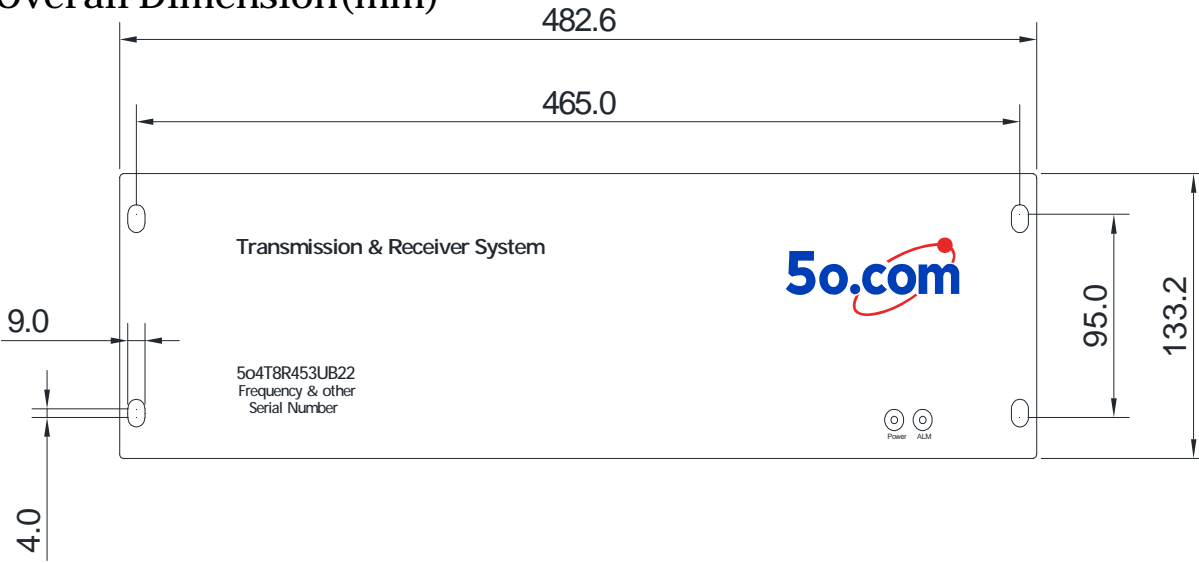 overall Dimension(mm)
482.6
465.0
Transmission & Receiver System
5o.com
9.0
95.0
133.2
5o4T8R453UB22
Frequency & other
Serial Number
Power ALM
4.0